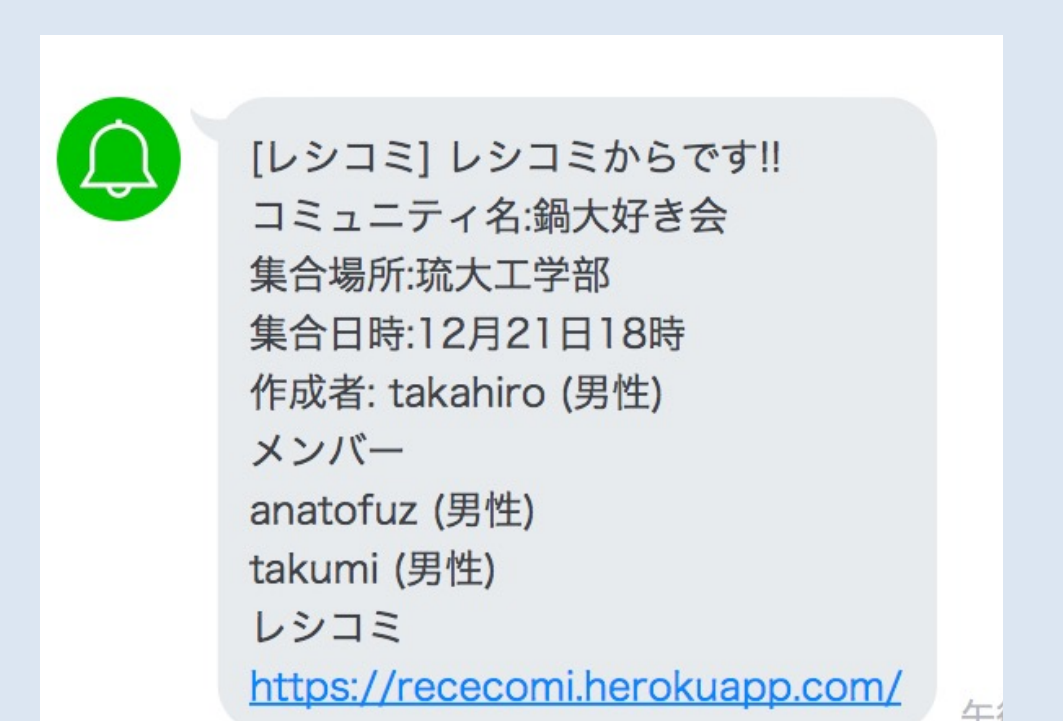 [レシコミ] レシコミからです!!
コミュニティ名:鍋大好き会
集合場所:琉大工学部
集合日時:12月21日18時
作成者: takahiro (男性)
メンバー
anatofuz (男性)
takumi (男性)
レシコミ
https://rececomi.herokuapp.com/